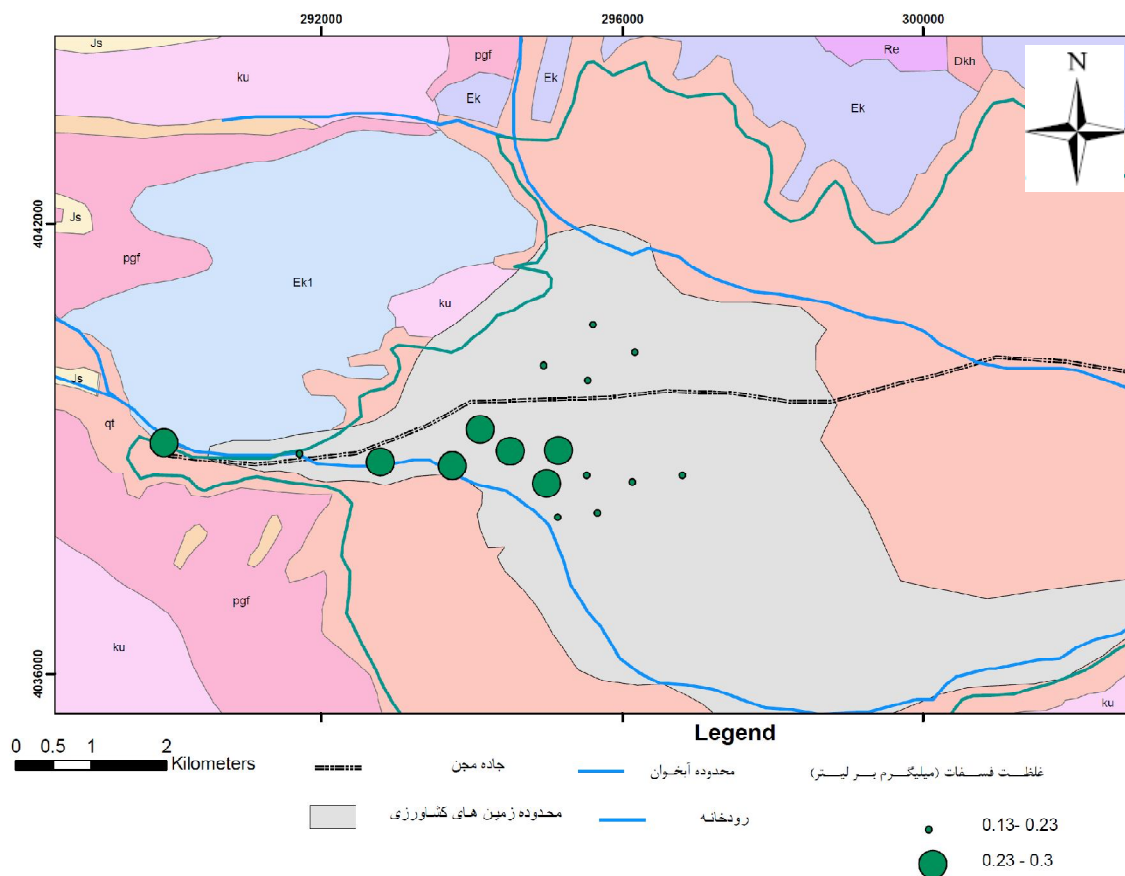 292000 296000 300000
Js
ku
pgf
Ek
Ek
Re
Dkh
Ek
N
4042000
Js
pgf
Ek1
ku
Js
qt
pgf
ku
ku
4036000
Legend
0 0.5 1 2
Kilometers
جاده مجن
محدوده آبخوان
غلظت فسفات (میلیگرم بر لیتر)
محدوده زمین های کشاورزی
رودخانه
0.13- 0.23
0.23 - 0.3